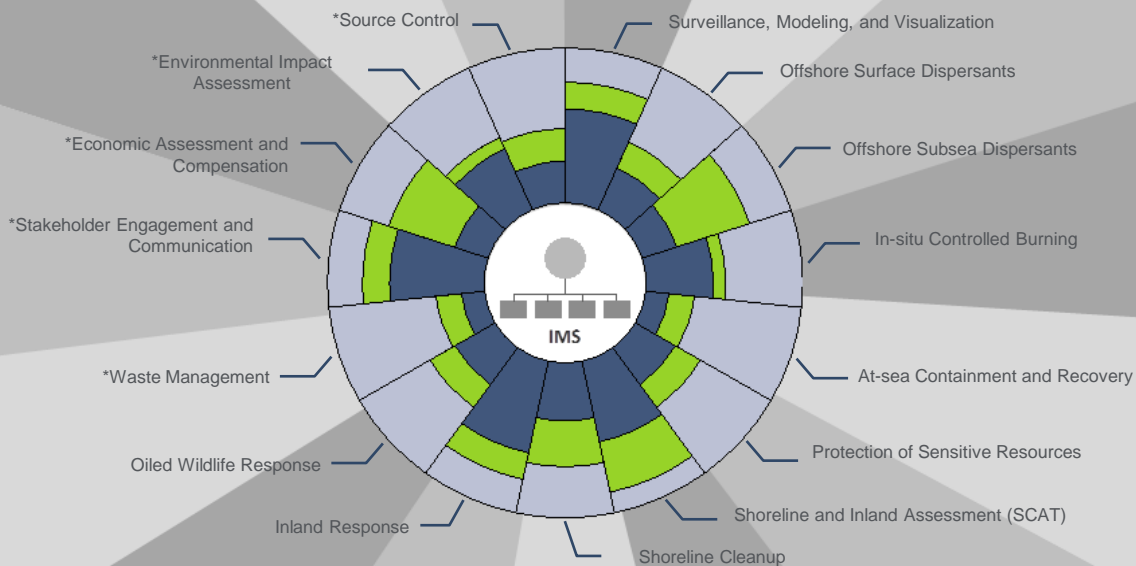 *Source Control
Surveillance, Modeling, and Visualization
*Environmental Impact
Assessment
Offshore Surface Dispersants
*Economic Assessment and
Compensation
Offshore Subsea Dispersants
*Stakeholder Engagement and
Communication
In-situ Controlled Burning
IMS
*Waste Management
At-sea Containment and Recovery
Oiled Wildlife Response
Protection of Sensitive Resources
Inland Response
Shoreline and Inland Assessment (SCAT)
Shoreline Cleanup